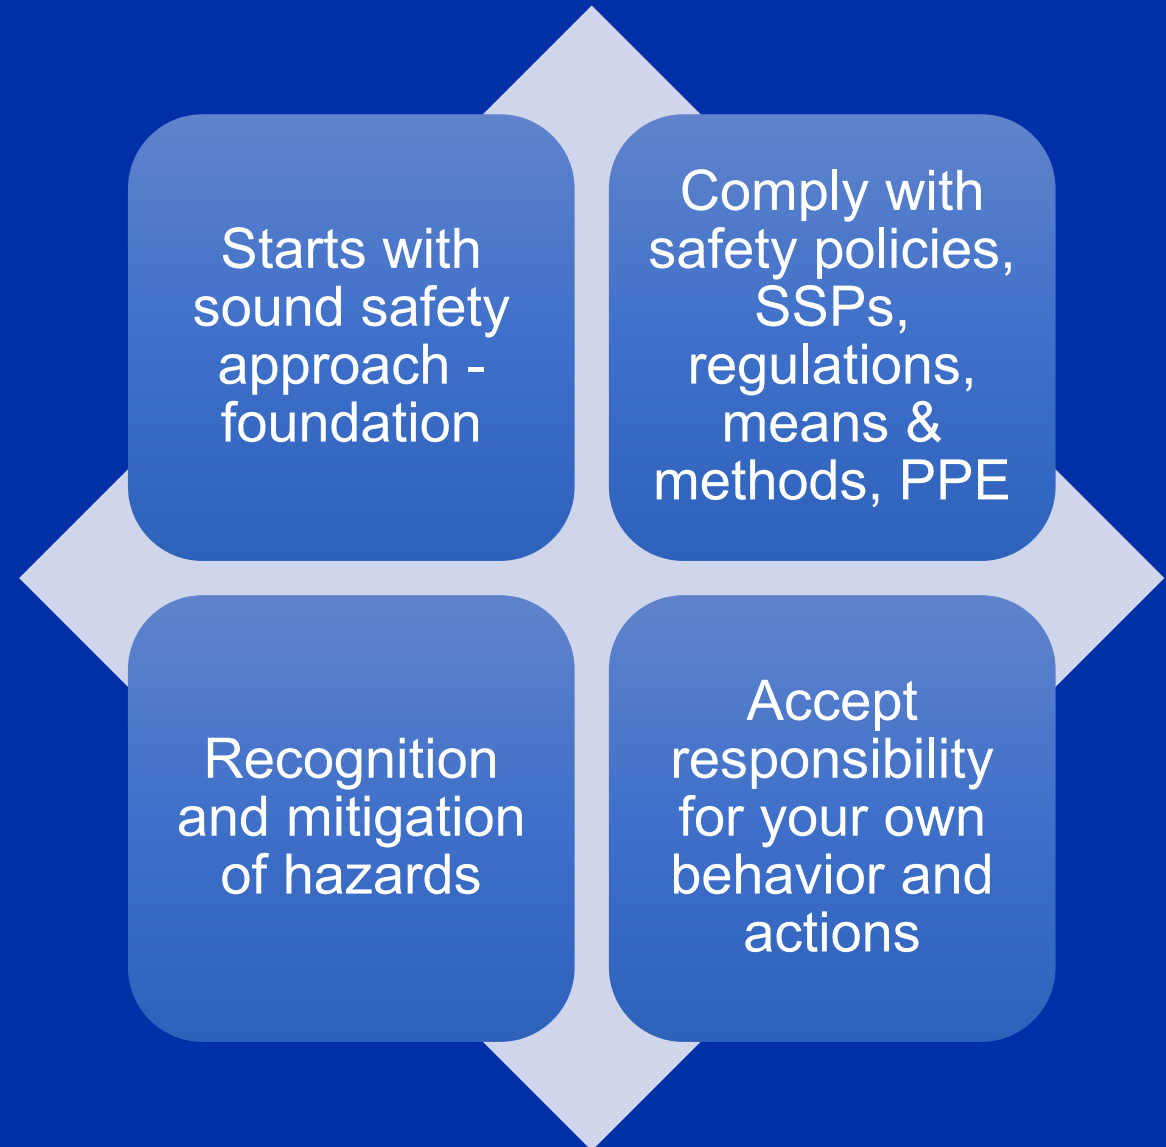 Starts with
sound safety
approach -
foundation
Comply with
safety policies,
SSPs,
regulations,
means &
methods, PPE
Recognition
and mitigation
of hazards
Accept
responsibility
for your own
behavior and
actions